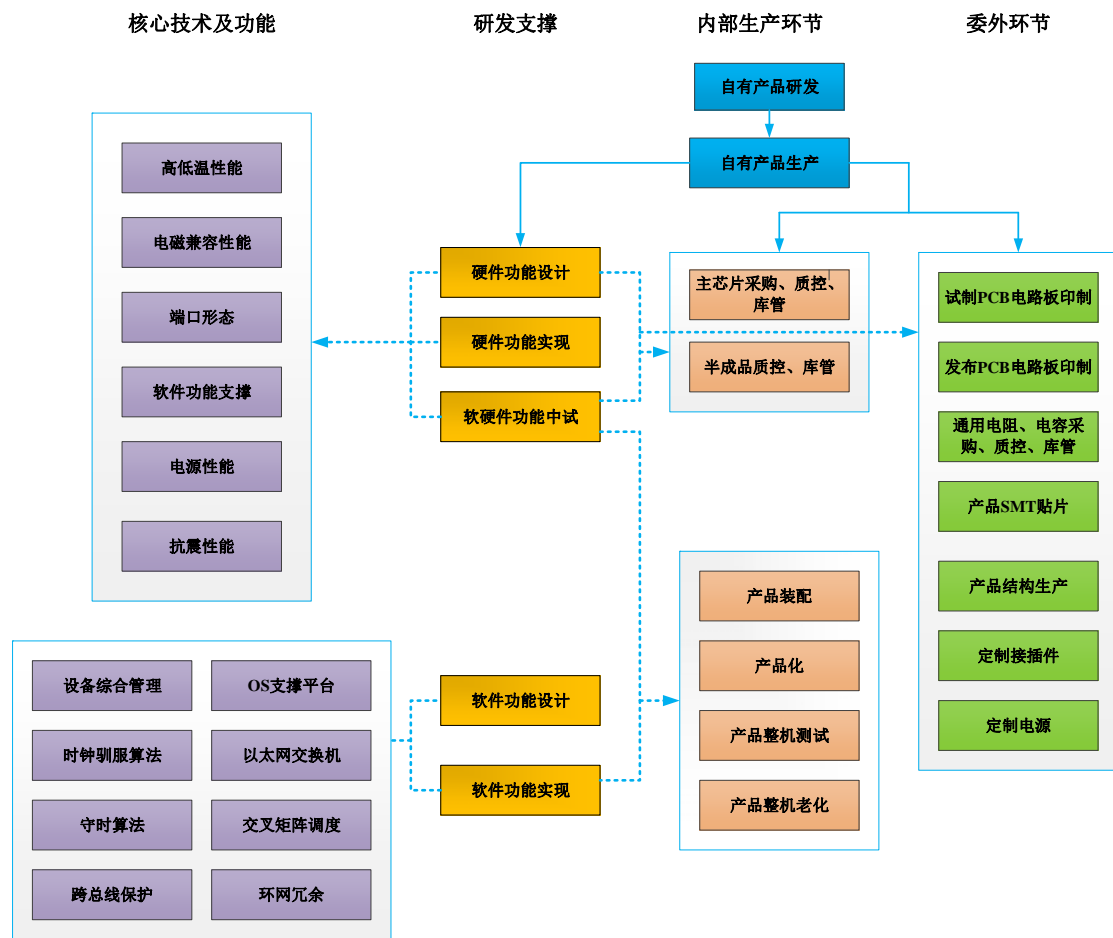 核心技术及功能
研发支撑
内部生产环节
委外环节
自有产品研发
自有产品生产
高低温性能
电磁兼容性能
端口形态
软件功能支撑
电源性能
抗震性能
硬件功能设计
硬件功能实现
软硬件功能中试
主芯片采购、质控、
库管
半成品质控、库管
试制PCB电路板印制
发布PCB电路板印制
通用电阻、电容采
购、质控、库管
产品SMT贴片
产品结构生产
定制接插件
定制电源
设备综合管理
OS支撑平台
时钟驯服算法
以太网交换机
守时算法
交叉矩阵调度
跨总线保护
环网冗余
软件功能设计
软件功能实现
产品装配
产品化
产品整机测试
产品整机老化